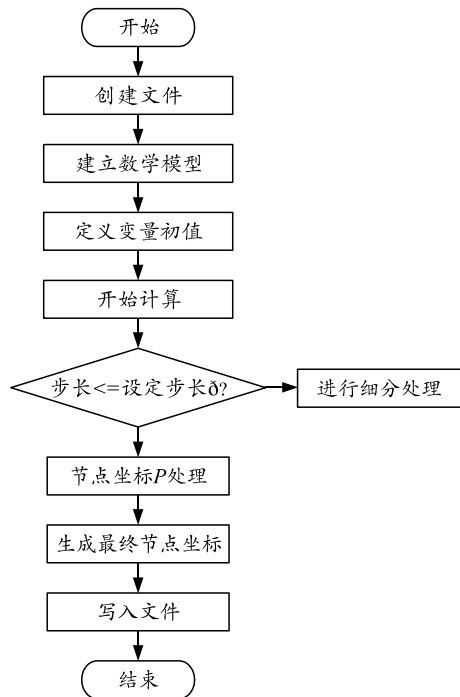 开始
创建文件
建立数学模型
定义变量初值
开始计算
步长<=设定步长ð?
进行细分处理
节点坐标P处理
生成最终节点坐标
写入文件
结束